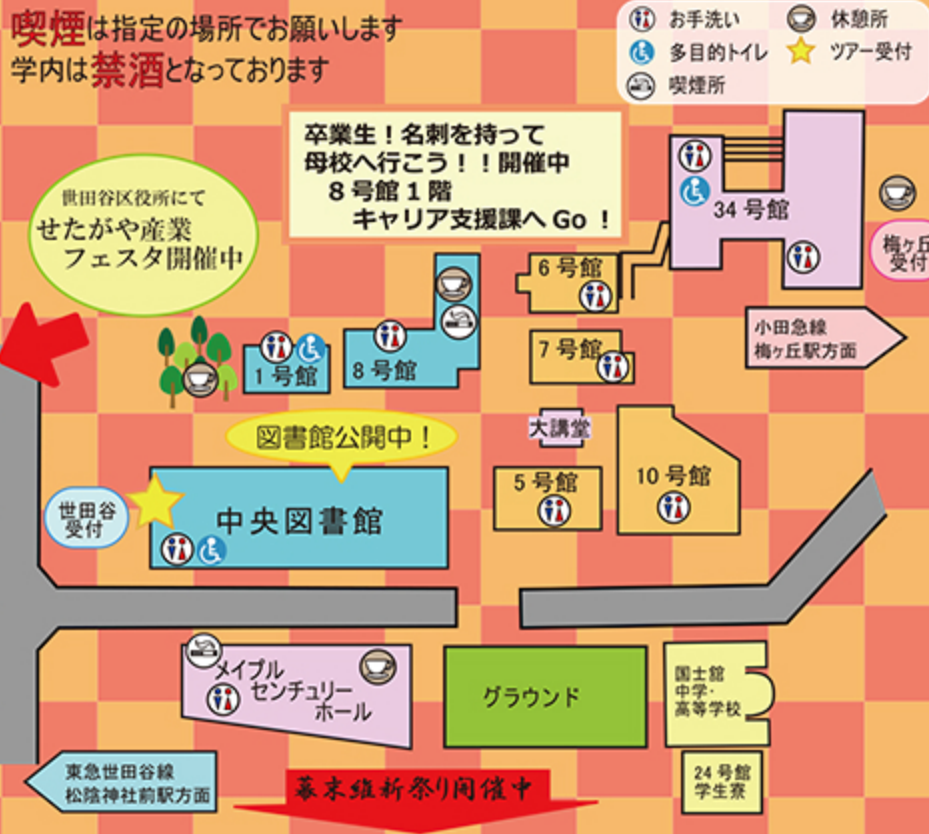 喫煙は指定の場所でお願いします
学内は禁酒となっております
お手洗い
休憩所
多目的トイレ
ツアー受付
喫煙所
卒業生！名刺を持って
母校へ行こう！！開催中
８号館１階
キャリア支援課へ Go ！
世田谷区役所にて
せたがや産業
フェスタ開催中
34 号館
梅ヶ丘
受付
6 号館
小田急線
梅ヶ丘駅方面
7 号館
1 号館
8 号館
大講堂
図書館公開中！
5 号館
10 号館
世田谷
受付
中央図書館
メイプル
センチュリー
ホール
グラウンド
国士舘
中学・
高等学校
東急世田谷線
松陰神社前駅方面
幕末維新祭り開催中
24 号館
学生寮